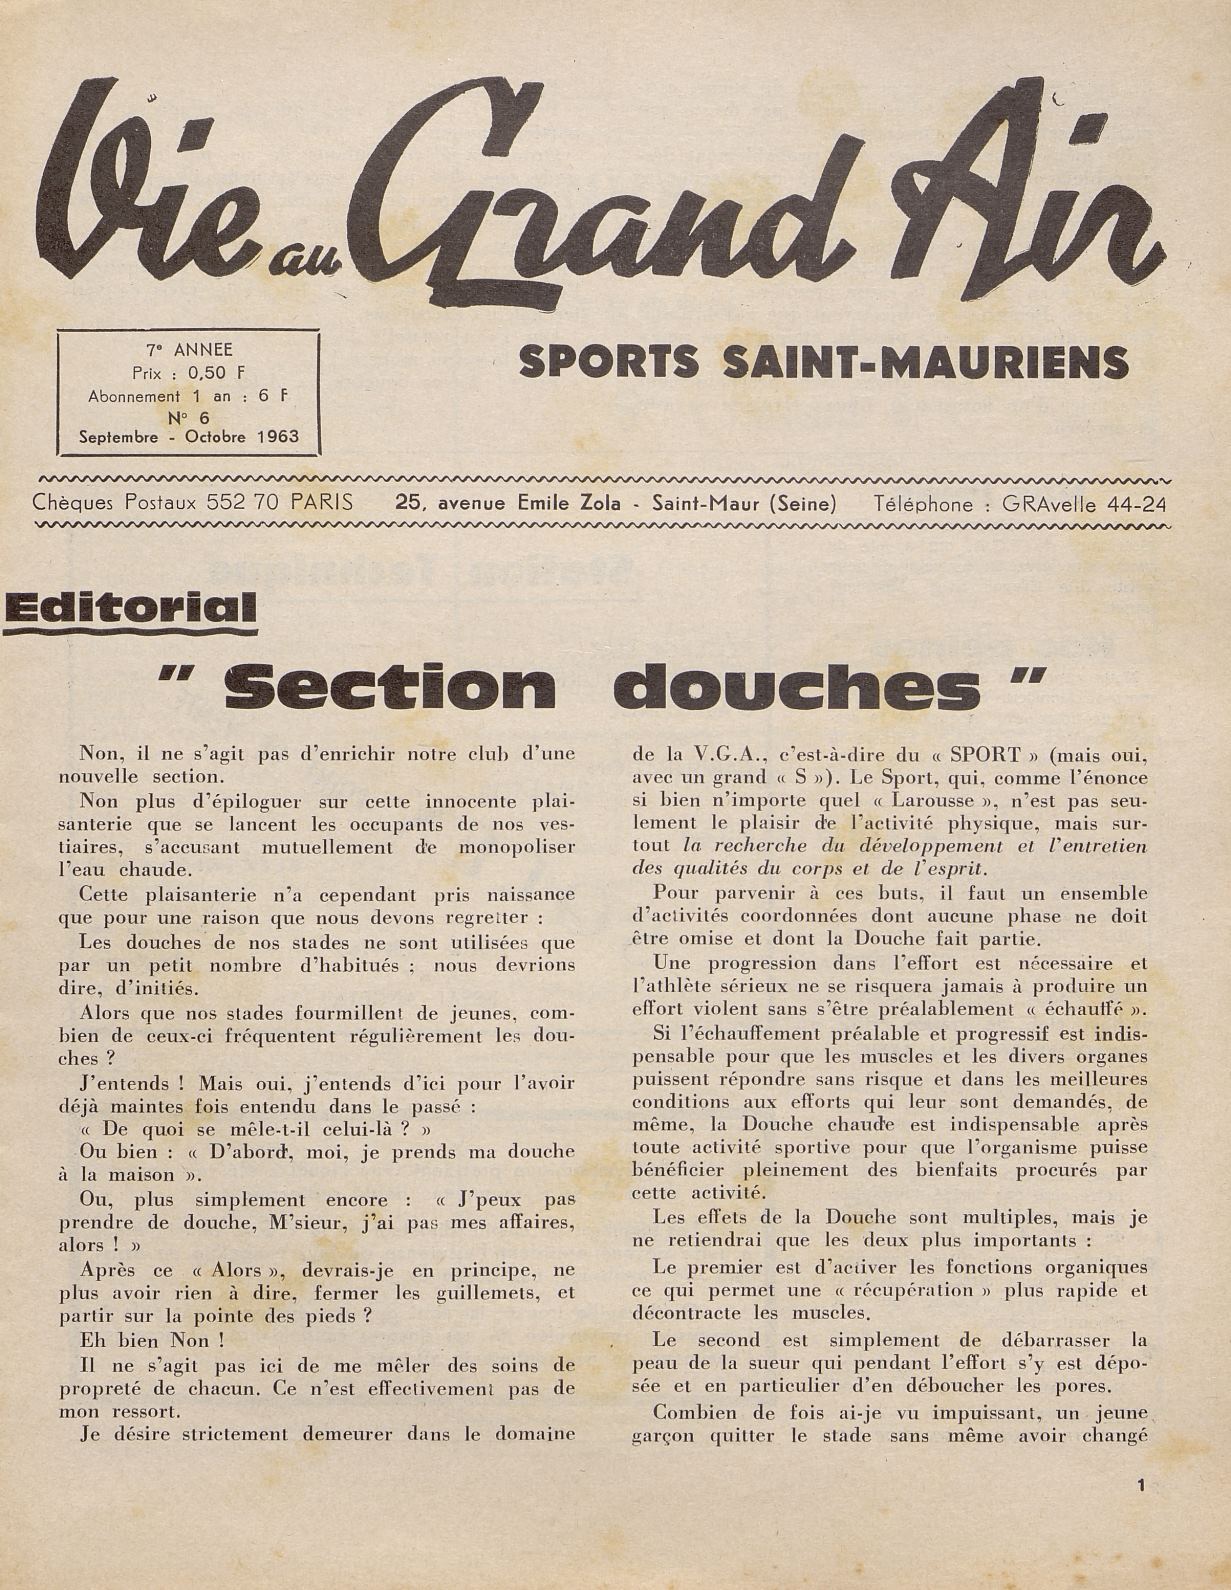 Vie au Grand Air
SPORTS SAINT-MAURIENS
7e ANNEE
Prix : 0,50 F
Abonnement 1 an : 6 F
N° 6
Septembre - Octobre 1963
Chèques Postaux 552 70 PARIS 25, avenue Emile Zola - Saint-Maur (Seine) Téléphone : GRAvelle 44-24
Editorial
" Section douches "
Non, il ne s'agit pas d'enrichir notre club d'une
nouvelle section.
Non plus d'épiloguer sur cette innocente plai-
santerie que se lancent les occupants de nos ves-
tiaires, s'accusant mutuellement de monopoliser
l'eau chaude.
Cette plaisanterie n'a cependant pris naissance
que pour une raison que nous devons regretter :
Les douches de nos stades ne sont utilisées que
par un petit nombre d'habitués ; nous devrions
dire, d'initiés.
Alors que nos stades fourmillent de jeunes, com-
bien de ceux-ci fréquentent régulièrement les dou-
ches ?
J'entends ! Mais oui, j'entends d'ici pour l'avoir
déjà maintes fois entendu dans le passé :
« De quoi se mêle-t-il celui-là ? »
Ou bien : « D'abord, moi, je prends ma douche
à la maison ».
Ou, plus simplement encore : « J'peux pas
prendre de douche, M'sieur, j'ai pas mes affaires,
alors ! »
Après ce « Alors », devrais-je en principe, ne
plus avoir rien à dire, fermer les guillemets, et
partir sur la pointe des pieds ?
Eh bien Non !
Il ne s'agit pas ici de me mêler des soins de
propreté de chacun. Ce n'est effectivement pas de
mon ressort.
Je désire strictement demeurer dans le domaine
de la V.G.A., c'est-à-dire du « SPORT » (mais oui,
avec un grand « S »). Le Sport, qui, comme l'énonce
si bien n'importe quel « Larousse », n'est pas seu-
lement le plaisir de l'activité physique, mais sur-
tout la recherche du développement et l'entretien
des qualités du corps et de l'esprit.
Pour parvenir à ces buts, il faut un ensemble
d'activités coordonnées dont aucune phase ne doit
être omise et dont la Douche fait partie.
Une progression dans l'effort est nécessaire et
l'athlète sérieux ne se risquera jamais à produire un
effort violent sans s'être préalablement « échauffé ».
Si l'échauffement préalable et progressif est indis-
pensable pour que les muscles et les divers organes
puissent répondre sans risque et dans les meilleures
conditions aux efforts qui leur sont demandés, de
même, la Douche chaude est indispensable après
toute activité sportive pour que l'organisme puisse
bénéficier pleinement des bienfaits procurés par
cette activité.
Les effets de la Douche sont multiples, mais je
ne retiendrai que les deux plus importants :
Le premier est d'activer les fonctions organiques
ce qui permet une « récupération » plus rapide et
décontracte les muscles.
Le second est simplement de débarrasser la
peau de la sueur qui pendant l'effort s'y est dépo-
sée et en particulier d'en déboucher les pores.
Combien de fois ai-je vu impuissant, un jeune
garçon quitter le stade sans même avoir changé
1